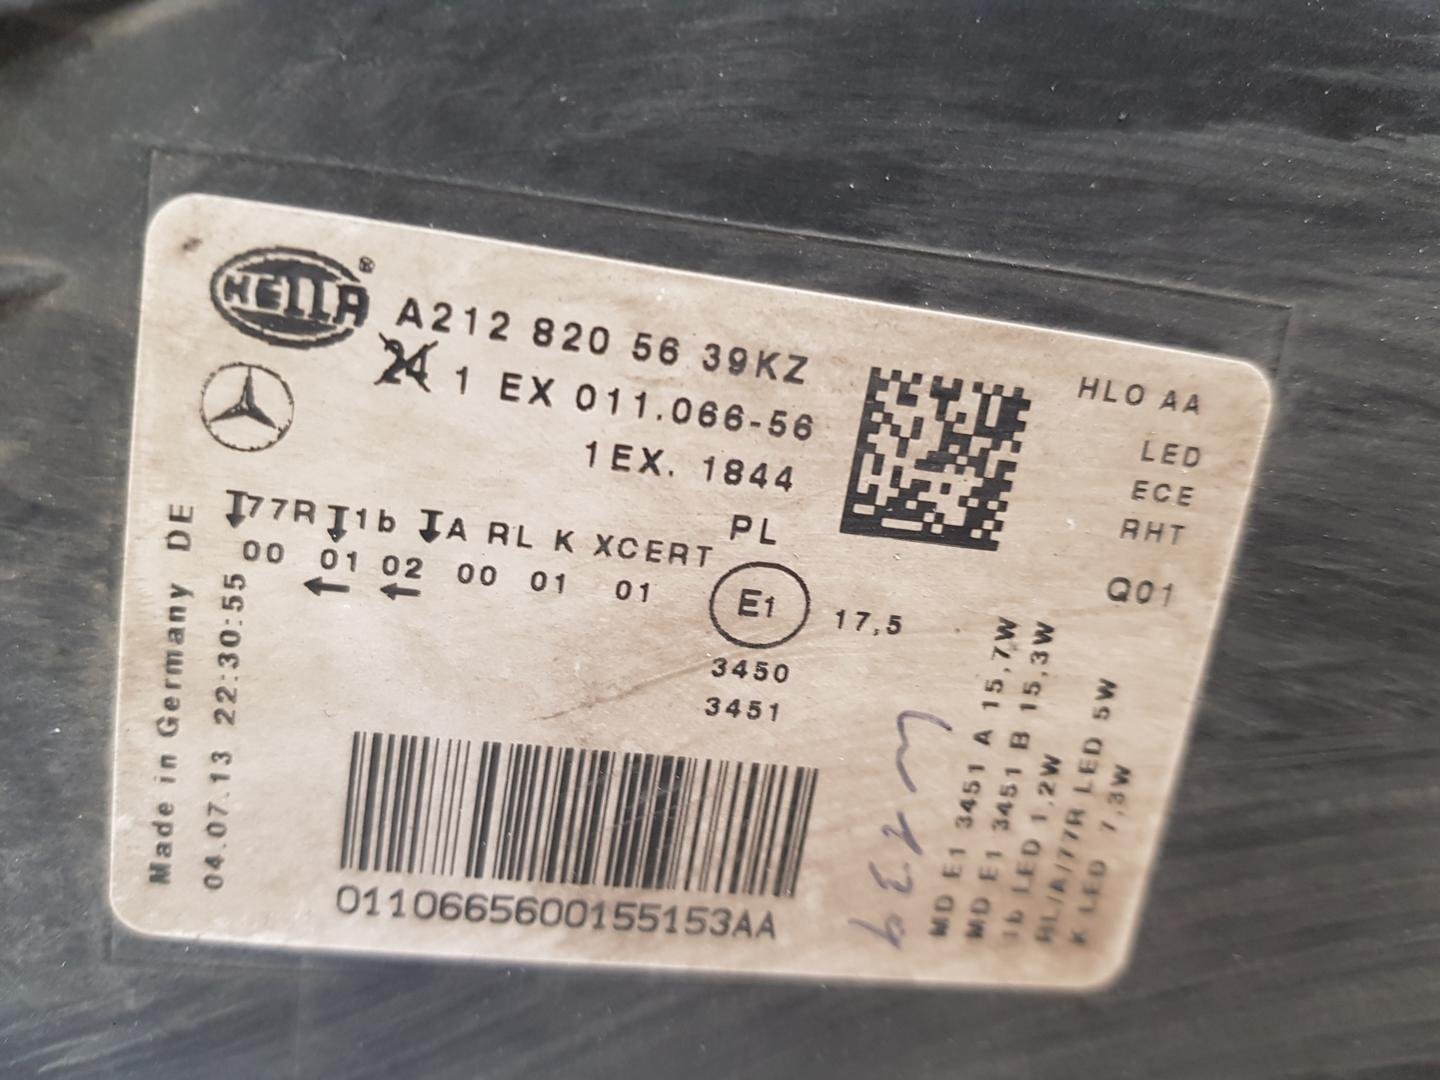 HELLA ®
A212 820 56 39KZ
24 1 EX 011.066-56
1EX. 1844
HLO AA
LED
ECE
RHT
Q01
77R 1b A RL K XCERT PL
00 01 02 00 01 01
E1 17,5
3450
3451
Made in Germany DE
04.07.13 22:30:55
MD E1 3451 A 15,7W
MD E1 3451 B 15,3W
1b LED 1.2W
RL/A/77R LED 5W
K LED 7,3W
0110665600155153AA